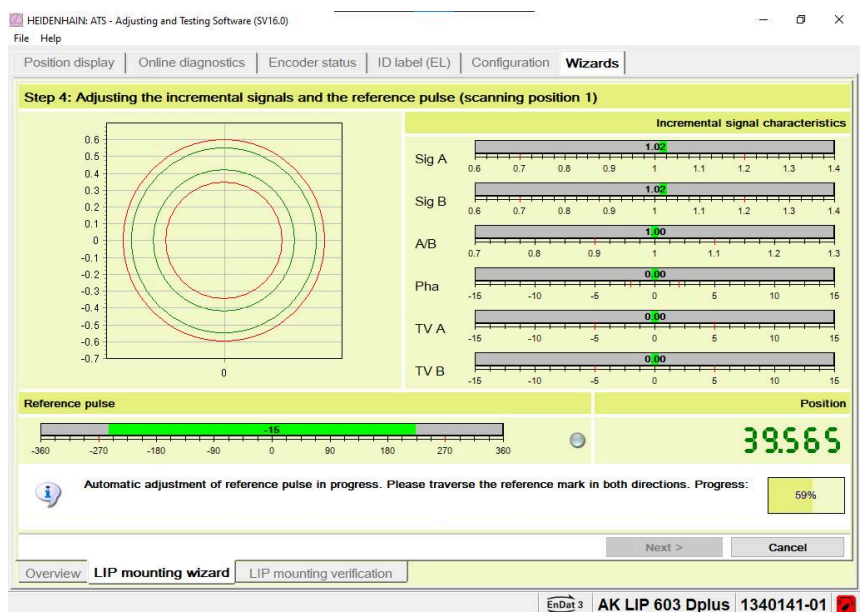 HEIDENHAIN: ATS - Adjusting and Testing Software (SV16.0)
File Help
Position display Online diagnostics Encoder status ID label (EL) Configuration Wizards
Step 4: Adjusting the incremental signals and the reference pulse (scanning position 1)
Incremental signal characteristics
0.6
0.5
0.4
0.3
0.2
0.1
0
-0.1
-0.2
-0.3
-0.4
-0.5
-0.6
-0.7
0
1.02
Sig A
0.6 0.7 0.8 0.9 1 1.1 1.2 1.3 1.4
1.02
Sig B
0.6 0.7 0.8 0.9 1 1.1 1.2 1.3 1.4
1.00
A/B
0.7 0.8 0.9 1 1.1 1.2 1.3
0.00
Pha
-15 -10 -5 0 5 10 15
0.00
TV A
-15 -10 -5 0 5 10 15
0.00
TV B
-15 -10 -5 0 5 10 15
Reference pulse
-15
-360 -270 -180 -90 0 90 180 270 360
Position
39.565
Automatic adjustment of reference pulse in progress. Please traverse the reference mark in both directions. Progress:
59%
Next > Cancel
Overview LIP mounting wizard LIP mounting verification
EnDat 3 AK LIP 603 Dplus 1340141-01